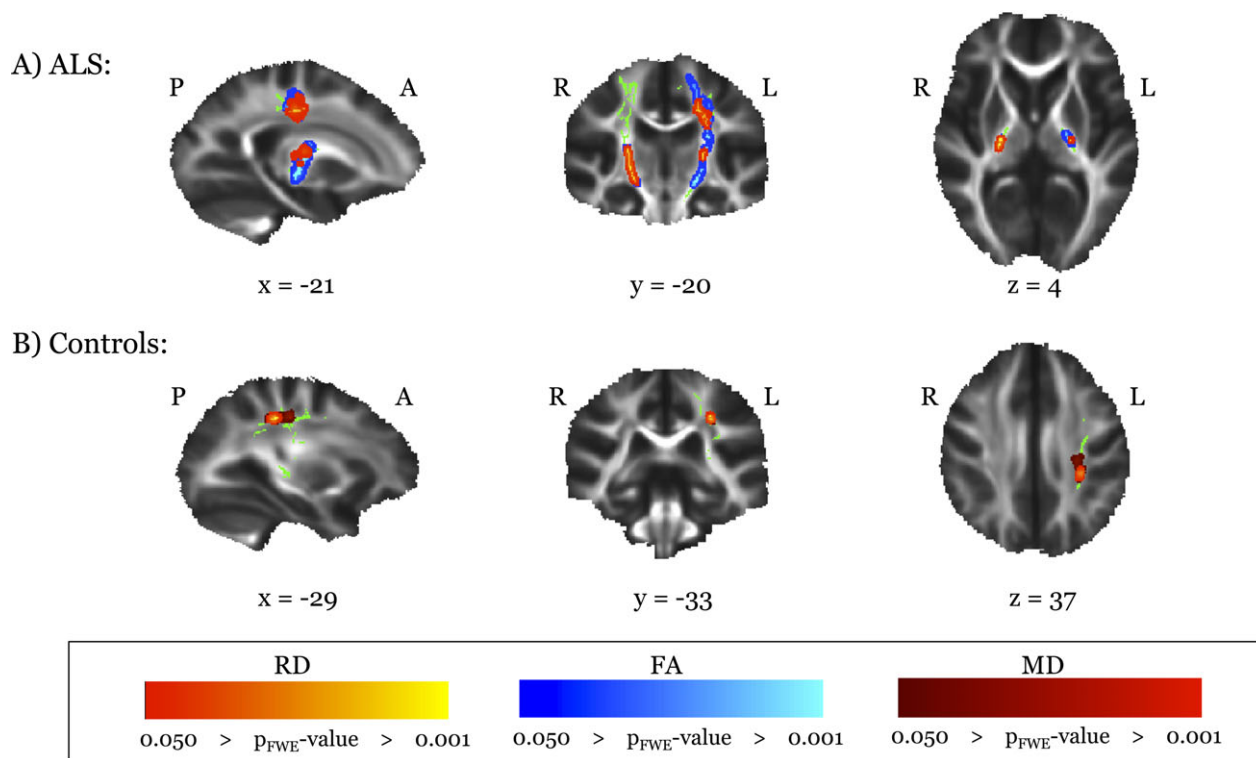 A) ALS:
P A R L R L
x = -21 y = -20 z = 4
B) Controls:
P A R L R L
x = -29 y = -33 z = 37
RD FA MD
0.050 > pFWE-value > 0.001 0.050 > pFWE-value > 0.001 0.050 > pFWE-value > 0.001